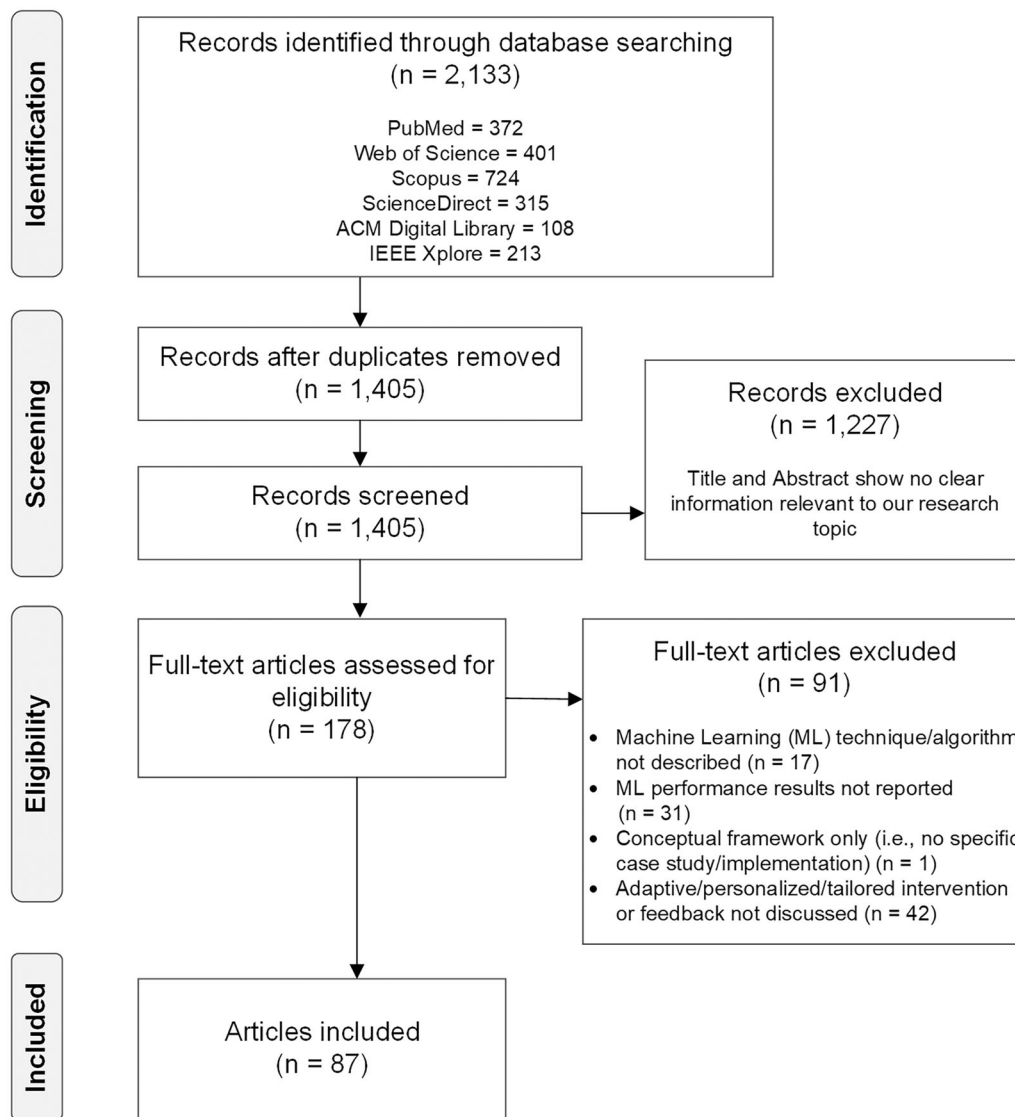 Identification
Records identified through database searching
(n = 2,133)
PubMed = 372
Web of Science = 401
Scopus = 724
ScienceDirect = 315
ACM Digital Library = 108
IEEE Xplore = 213
Screening
Records after duplicates removed
(n = 1,405)
Records screened
(n = 1,405)
Records excluded
(n = 1,227)
Title and Abstract show no clear
information relevant to our research
topic
Eligibility
Full-text articles assessed for
eligibility
(n = 178)
Full-text articles excluded
(n = 91)
• Machine Learning (ML) technique/algorithm
not described (n = 17)
• ML performance results not reported
(n = 31)
• Conceptual framework only (i.e., no specific
case study/implementation) (n = 1)
• Adaptive/personalized/tailored intervention
or feedback not discussed (n = 42)
Included
Articles included
(n = 87)